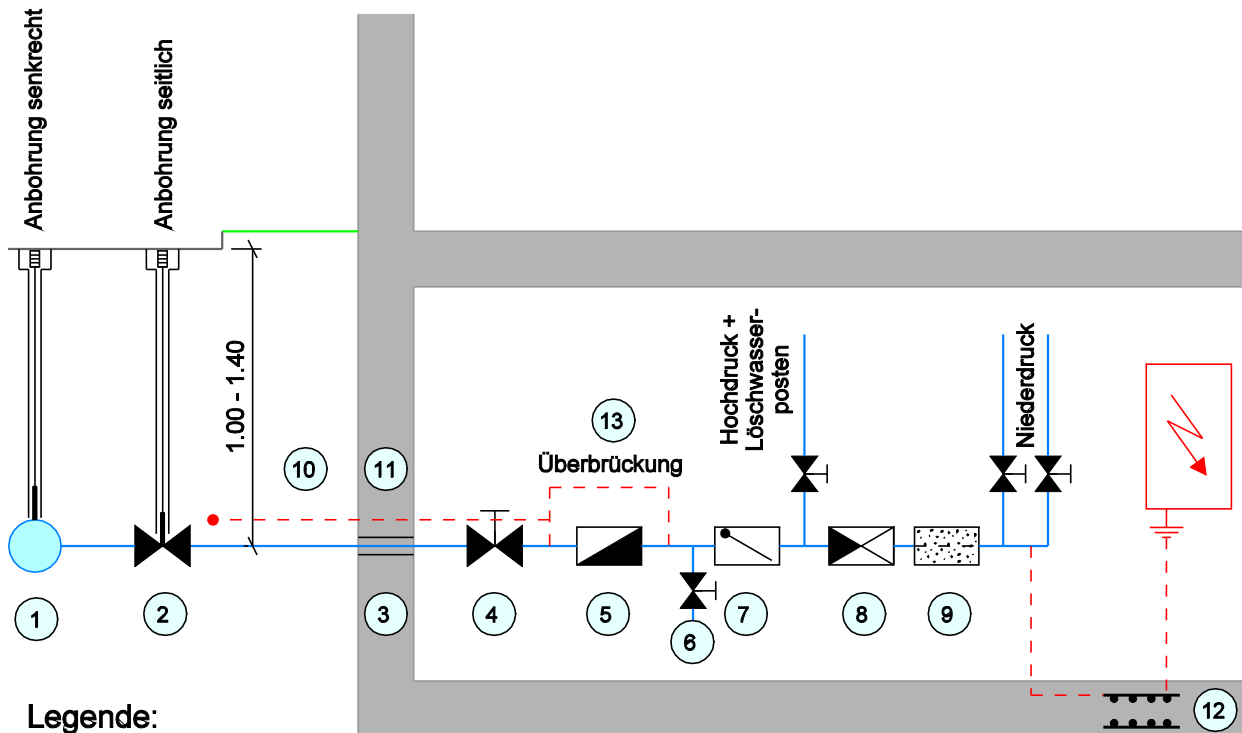 Anbohrung senkrecht
Anbohrung seitlich
1.00 - 1.40
Hochdruck +
Löschwasser-
posten
Niederdruck
13
Überbrückung
10
11
1
2
3
4
5
6
7
8
9
12
Legende: